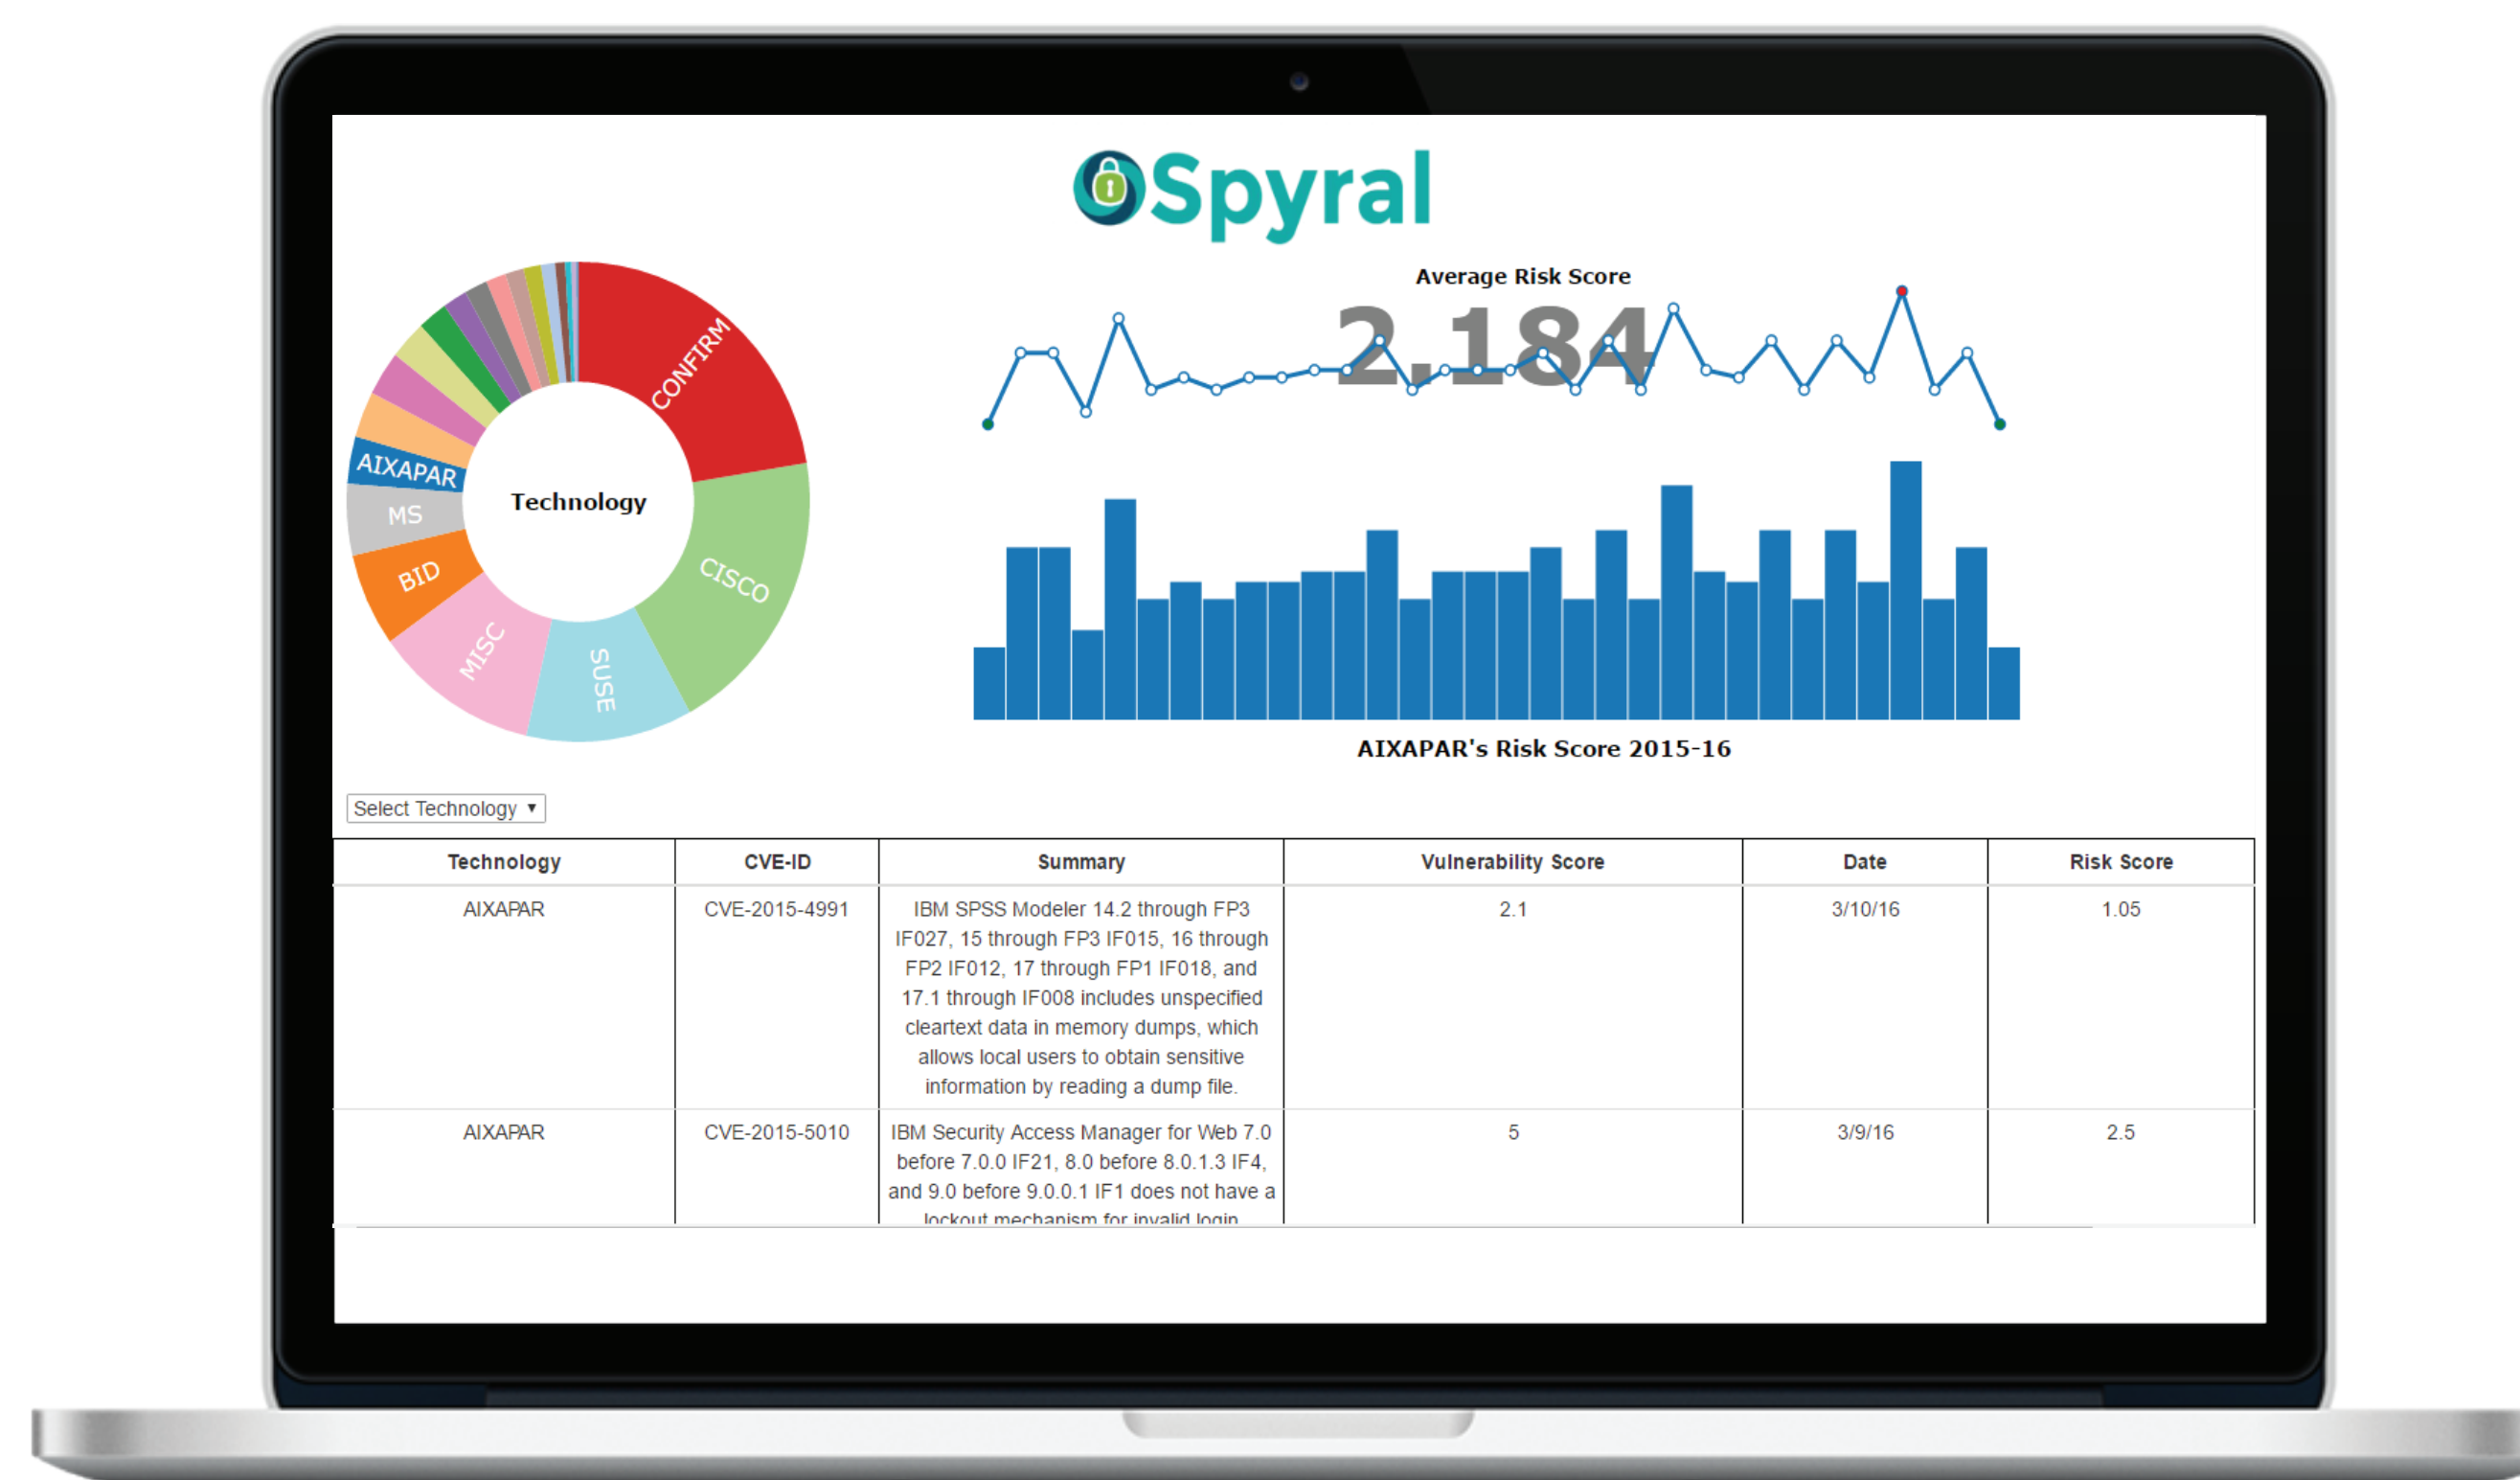 Spyral
Average Risk Score
2.184
CONFIRM
CISCO
SUSE
MISC
BID
MS
AIXAPAR
Technology
AIXAPAR's Risk Score 2015-16
Select Technology ▼
Technology CVE-ID Summary Vulnerability Score Date Risk Score
AIXAPAR CVE-2015-4991 IBM SPSS Modeler 14.2 through FP3 2.1 3/10/16 1.05
IF027, 15 through FP3 IF015, 16 through
FP2 IF012, 17 through FP1 IF018, and
17.1 through IF008 includes unspecified
cleartext data in memory dumps, which
allows local users to obtain sensitive
information by reading a dump file.
AIXAPAR CVE-2015-5010 IBM Security Access Manager for Web 7.0 5 3/9/16 2.5
before 7.0.0 IF21, 8.0 before 8.0.1.3 IF4,
and 9.0 before 9.0.0.1 IF1 does not have a
lockout mechanism for invalid login